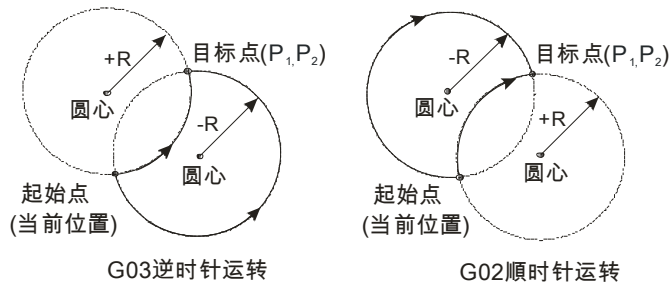 +R
目标点(P1,P2)
圆心
-R
圆心
起始点
(当前位置)
G03逆时针运转
-R
目标点(P1,P2)
圆心
+R
圆心
起始点
(当前位置)
G02順时针运转